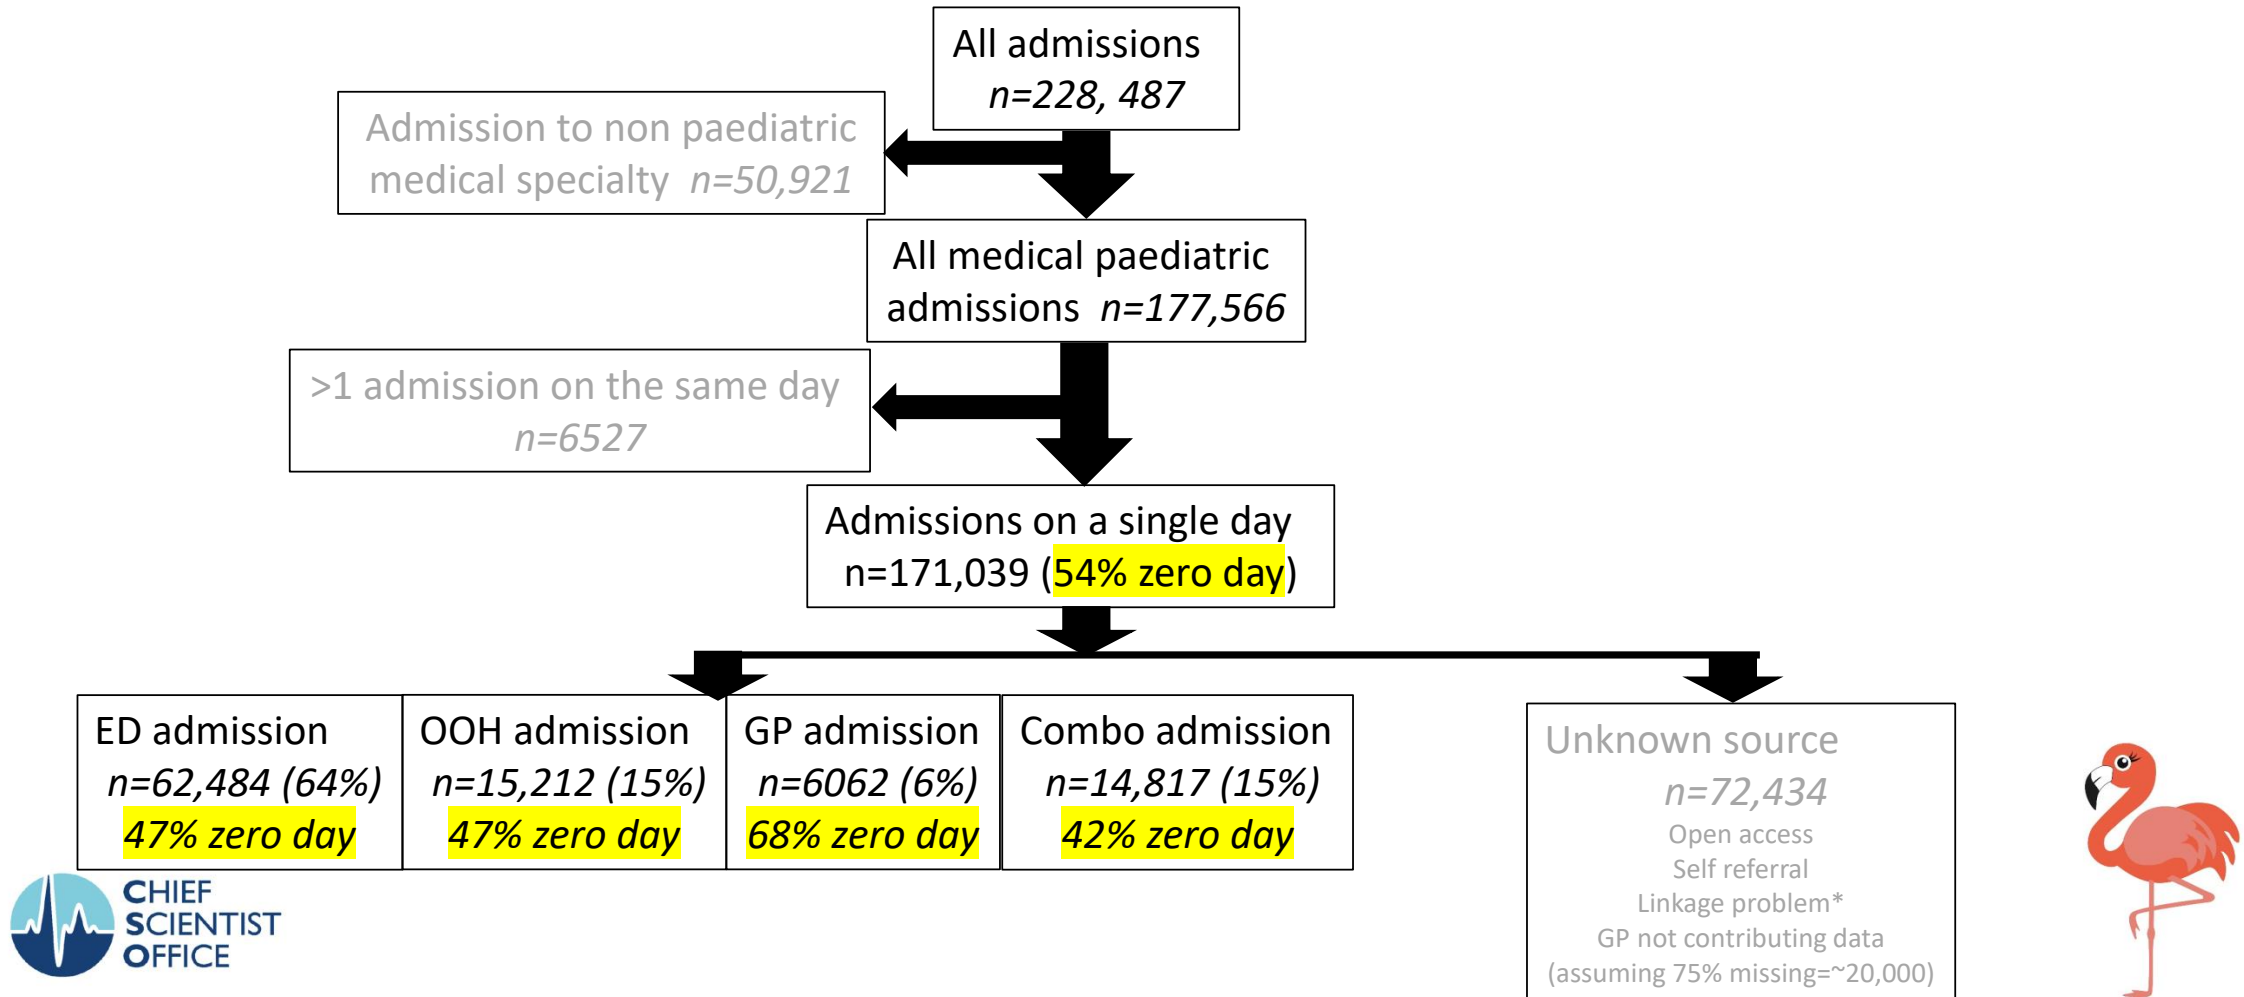 All admissions
n=228, 487
Admission to non paediatric
medical specialty n=50,921
All medical paediatric
admissions n=177,566
>1 admission on the same day
n=6527
Admissions on a single day
n=171,039 (54% zero day)
ED admission
n=62,484 (64%)
47% zero day
OOH admission
n=15,212 (15%)
47% zero day
GP admission
n=6062 (6%)
68% zero day
Combo admission
n=14,817 (15%)
42% zero day
Unknown source
n=72,434
Open access
Self referral
Linkage problem*
GP not contributing data
(assuming 75% missing=~20,000)
CHIEF
SCIENTIST
OFFICE